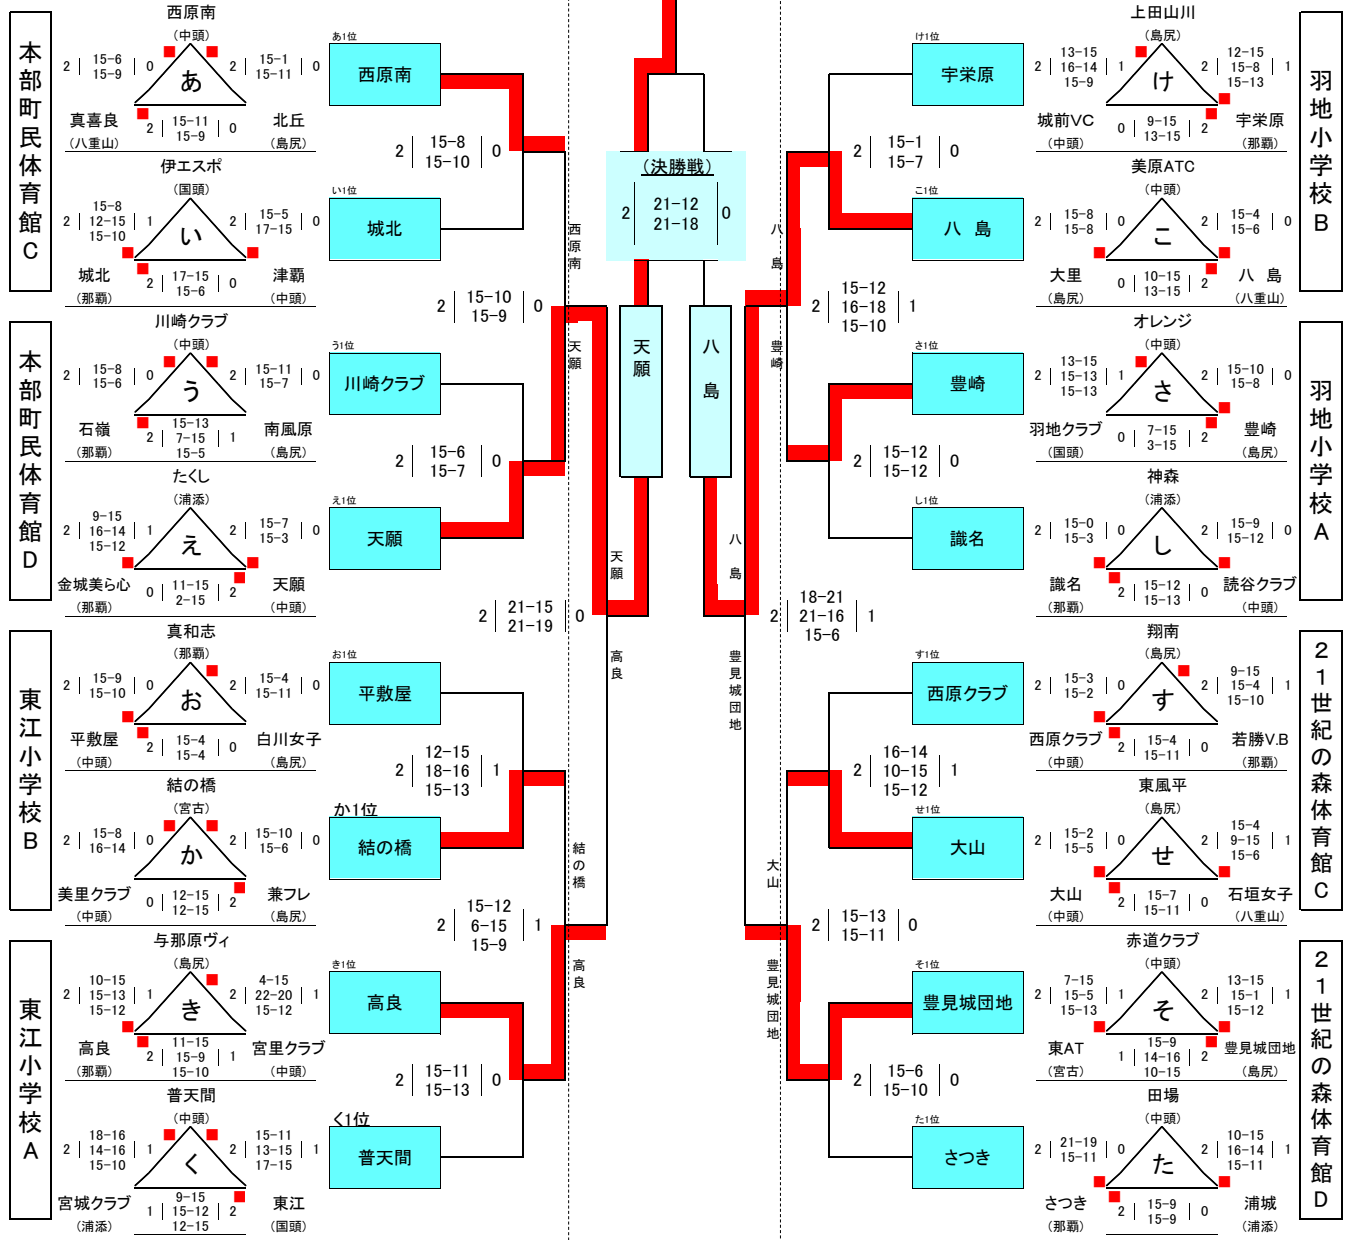 本部町民体育館C
西原南
(中頭)
2 15-6 0
15-9
あ
2 15-1 0
15-11
真喜良
(八重山)
2 15-11 0
15-9
北丘
(島尻)
伊エスポ
(国頭)
2 15-8 1
12-15
15-10
い
2 15-5 0
17-15
城北
(那覇)
2 17-15 0
15-6
津覇
(中頭)
本部町民体育館D
川崎クラブ
(中頭)
2 15-8 0
15-6
う
2 15-11 0
15-7
石嶺
(那覇)
2 15-13 1
7-15
15-5
南風原
(島尻)
たくし
(浦添)
2 9-15 1
16-14
15-12
え
2 15-7 0
15-3
金城美ら心
(那覇)
0 11-15 2
2-15
天願
(中頭)
東江小学校B
真和志
(那覇)
2 15-9 0
15-10
お
2 15-4 0
15-11
平敷屋
(中頭)
2 15-4 0
15-4
白川女子
(島尻)
結の橋
(宮古)
2 15-8 0
16-14
か
2 15-10 0
15-6
美里クラブ
(中頭)
0 12-15 2
12-15
兼フレ
(島尻)
東江小学校A
与那原ヴィ
(島尻)
2 10-15 1
15-13
15-12
き
2 4-15 1
22-20
15-12
高良
(那覇)
2 11-15 1
15-9
15-10
宮里クラブ
(中頭)
普天間
(中頭)
2 18-16 1
14-16
15-10
く
2 15-11 1
13-15
17-15
宮城クラブ
(浦添)
1 9-15 2
15-12
12-15
東江
(国頭)
あ1位
西原南
2 15-8 0
15-10
い1位
城北
西原南
2 15-10 0
15-9
天願
う1位
川崎クラブ
2 15-6 0
15-7
え1位
天願
天願
2 21-15 0
21-19
高良
お1位
平敷屋
2 12-15 1
18-16
15-13
か1位
結の橋
結の橋
2 15-12 1
6-15
15-9
高良
き1位
高良
2 15-11 0
15-13
く1位
普天間
(決勝戦)
2 21-12 0
21-18
天願
八島
け1位
宇栄原
2 15-1 0
15-7
こ1位
八 島
八島
2 15-12 1
16-18
15-10
豊崎
さ1位
豊崎
2 15-12 0
15-12
し1位
識名
八島
2 18-21 1
21-16
15-6
豊見城団地
す1位
西原クラブ
2 16-14 1
10-15
15-12
せ1位
大山
大山
2 15-13 0
15-11
豊見城団地
そ1位
豊見城団地
2 15-6 0
15-10
た1位
さつき
羽地小学校B
上田山川
(島尻)
2 13-15 1
16-14
15-9
け
2 12-15 1
15-8
15-13
城前VC
(中頭)
0 9-15 2
13-15
宇栄原
(那覇)
美原ATC
(中頭)
2 15-8 0
15-8
こ
2 15-4 0
15-6
大里
(島尻)
0 10-15 2
13-15
八 島
(八重山)
羽地小学校A
オレンジ
(中頭)
2 13-15 1
15-13
15-13
さ
2 15-10 0
15-8
羽地クラブ
(国頭)
0 7-15 2
3-15
豊崎
(島尻)
神森
(浦添)
2 15-0 0
15-3
し
2 15-9 0
15-12
識名
(那覇)
2 15-12 0
15-13
読谷クラブ
(中頭)
21世紀の森体育館C
翔南
(島尻)
2 15-3 0
15-2
す
2 9-15 1
15-4
15-10
西原クラブ
(中頭)
2 15-4 0
15-11
若勝V.B
(那覇)
東風平
(島尻)
2 15-2 0
15-5
せ
2 15-4 1
9-15
15-6
大山
(中頭)
2 15-7 0
15-11
石垣女子
(八重山)
21世紀の森体育館D
赤道クラブ
(中頭)
2 7-15 1
15-5
15-13
そ
2 13-15 1
15-1
15-12
東AT
(宮古)
1 15-9 2
14-16
10-15
豊見城団地
(島尻)
田場
(中頭)
2 21-19 0
15-11
た
2 10-15 1
16-14
15-11
さつき
(那覇)
2 15-9 0
15-9
浦城
(浦添)